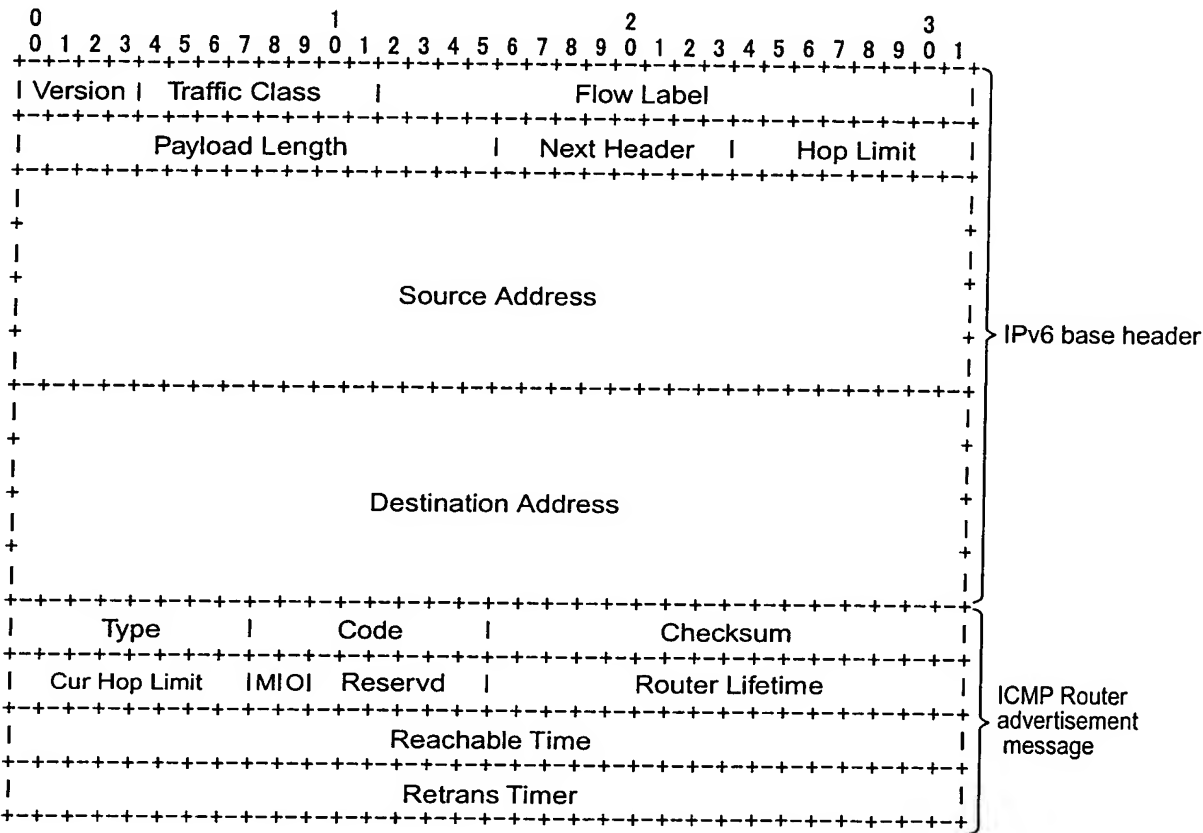 0 1 2 3
0 1 2 3 4 5 6 7 8 9 0 1 2 3 4 5 6 7 8 9 0 1 2 3 4 5 6 7 8 9 0 1
+-+-+-+-+-+-+-+-+-+-+-+-+-+-+-+-+-+-+-+-+-+-+-+-+-+-+-+-+-+-+-+-+
| Version | Traffic Class | Flow Label |
+-+-+-+-+-+-+-+-+-+-+-+-+-+-+-+-+-+-+-+-+-+-+-+-+-+-+-+-+-+-+-+-+
| Payload Length | Next Header | Hop Limit |
+-+-+-+-+-+-+-+-+-+-+-+-+-+-+-+-+-+-+-+-+-+-+-+-+-+-+-+-+-+-+-+-+
| |
+ +
| |
+ Source Address +
| |
+ + IPv6 base header
| |
+-+-+-+-+-+-+-+-+-+-+-+-+-+-+-+-+-+-+-+-+-+-+-+-+-+-+-+-+-+-+-+-+
| |
+ +
| |
+ Destination Address +
| |
+ +
| |
+-+-+-+-+-+-+-+-+-+-+-+-+-+-+-+-+-+-+-+-+-+-+-+-+-+-+-+-+-+-+-+-+
| Type | Code | Checksum |
+-+-+-+-+-+-+-+-+-+-+-+-+-+-+-+-+-+-+-+-+-+-+-+-+-+-+-+-+-+-+-+-+
| Cur Hop Limit |M|O| Reservd | Router Lifetime |
+-+-+-+-+-+-+-+-+-+-+-+-+-+-+-+-+-+-+-+-+-+-+-+-+-+-+-+-+-+-+-+-+
| Reachable Time |
+-+-+-+-+-+-+-+-+-+-+-+-+-+-+-+-+-+-+-+-+-+-+-+-+-+-+-+-+-+-+-+-+
| Retrans Timer |
+-+-+-+-+-+-+-+-+-+-+-+-+-+-+-+-+-+-+-+-+-+-+-+-+-+-+-+-+-+-+-+-+
ICMP Router
advertisement
message